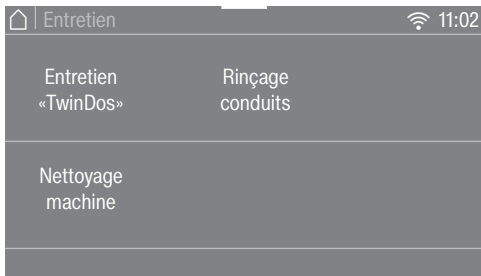 Entretien 11:02
Entretien Rinçage
«TwinDos» conduits
Nettoyage
machine